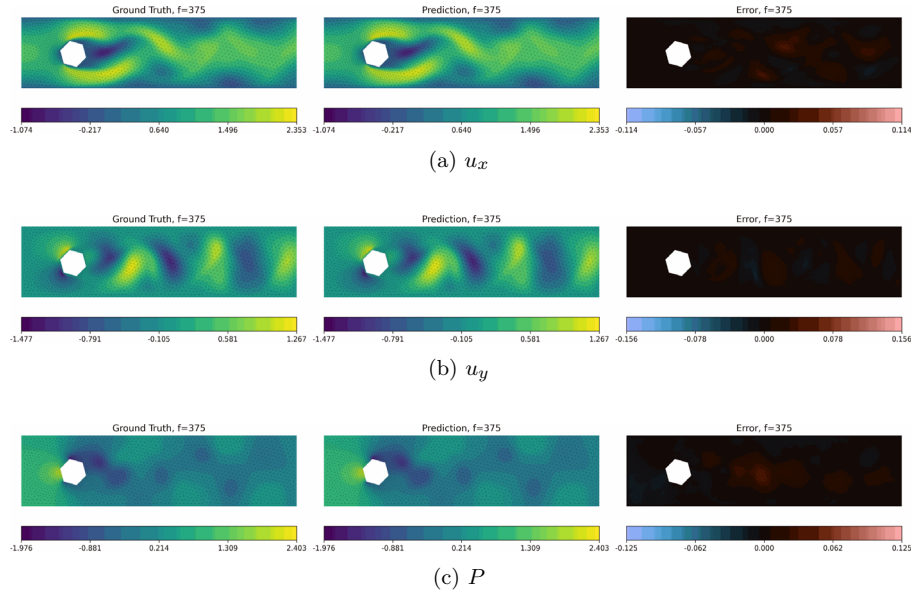 Ground Truth, f=375 Prediction, f=375 Error, f=375
-1.074 -0.217 0.640 1.496 2.353 -1.074 -0.217 0.640 1.496 2.353 -0.114 -0.057 0.000 0.057 0.114
(a) u_x
Ground Truth, f=375 Prediction, f=375 Error, f=375
-1.477 -0.791 -0.105 0.581 1.267 -1.477 -0.791 -0.105 0.581 1.267 -0.156 -0.078 0.000 0.078 0.156
(b) u_y
Ground Truth, f=375 Prediction, f=375 Error, f=375
-1.976 -0.881 0.214 1.309 2.403 -1.976 -0.881 0.214 1.309 2.403 -0.125 -0.062 0.000 0.062 0.125
(c) P